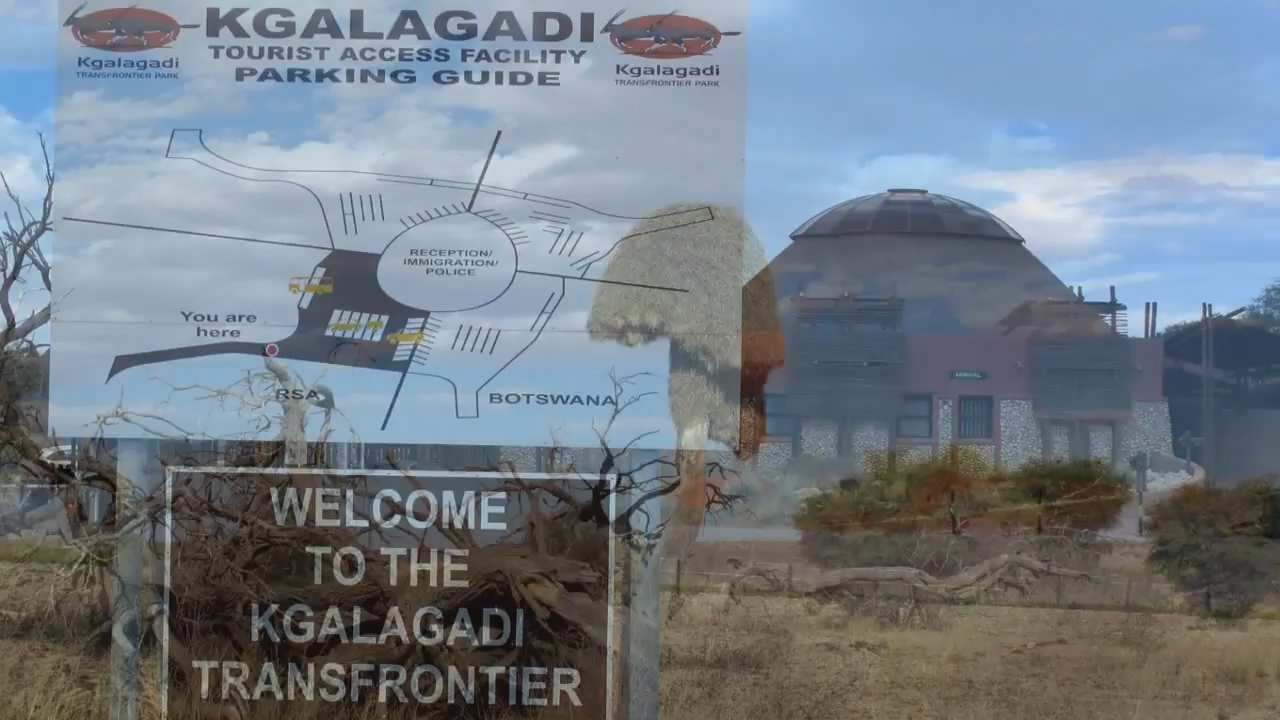 KGALAGADI
TOURIST ACCESS FACILITY
PARKING GUIDE
Kgalagadi
TRANSFRONTIER PARK
Kgalagadi
TRANSFRONTIER PARK
RECEPTION/
IMMIGRATION/
POLICE
You are
here
RSA
BOTSWANA
ARRIVAL
WELCOME
TO THE
KGALAGADI
TRANSFRONTIER